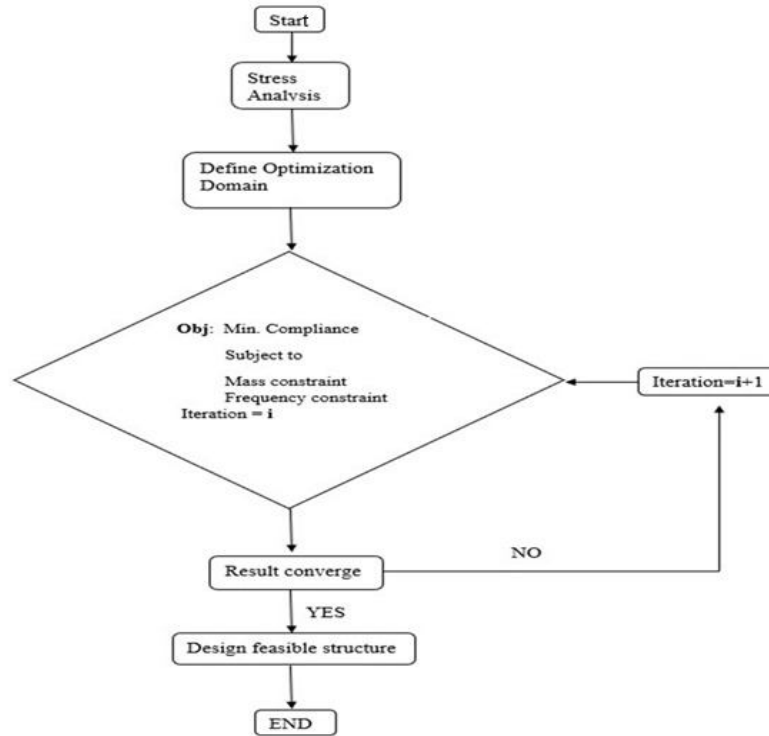 Start
Stress
Analysis
Define Optimization
Domain
Obj: Min. Compliance
Subject to
Mass constraint
Frequency constraint
Iteration = i
Iteration=i+1
Result converge
NO
YES
Design feasible structure
END